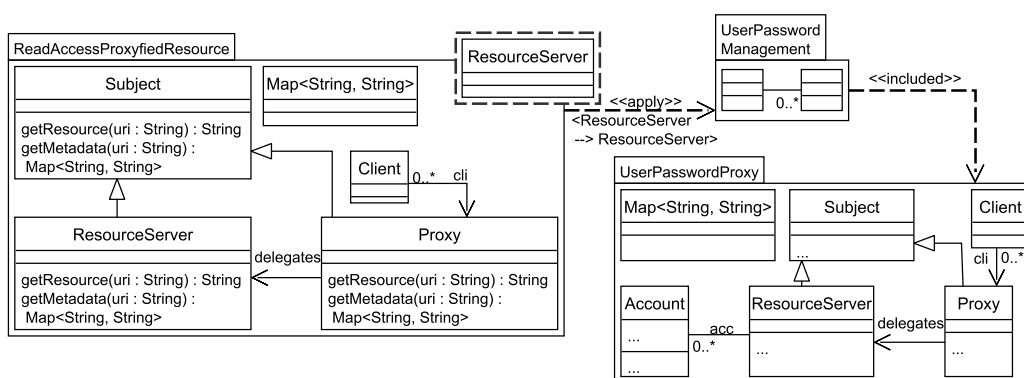 ReadAccessProxyfiedResource
Subject
getResource(uri : String) : String
getMetadata(uri : String) :
Map<String, String>
Map<String, String>
ResourceServer
Client
0..*
cli
ResourceServer
getResource(uri : String) : String
getMetadata(uri : String) :
Map<String, String>
delegates
Proxy
getResource(uri : String) : String
getMetadata(uri : String) :
Map<String, String>
<<apply>>
<ResourceServer
--> ResourceServer>
UserPassword
Management
0..*
<<included>>
UserPasswordProxy
Map<String, String>
Subject
...
Client
cli
0..*
Account
...
...
acc
0..*
ResourceServer
...
delegates
Proxy
...